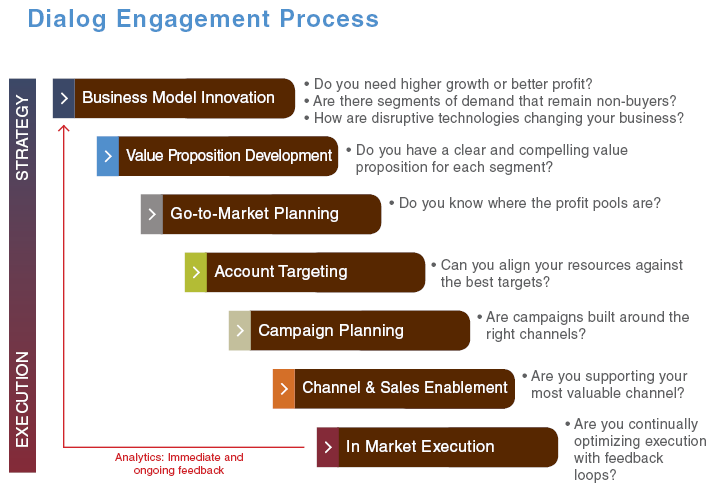 Dialog Engagement Process
STRATEGY
EXECUTION
Business Model Innovation
• Do you need higher growth or better profit?
• Are there segments of demand that remain non-buyers?
• How are disruptive technologies changing your business?
Value Proposition Development
• Do you have a clear and compelling value
proposition for each segment?
Go-to-Market Planning
• Do you know where the profit pools are?
Account Targeting
• Can you align your resources against
the best targets?
Campaign Planning
• Are campaigns built around the
right channels?
Channel & Sales Enablement
• Are you supporting your
most valuable channel?
In Market Execution
• Are you continually
optimizing execution
with feedback
loops?
Analytics: Immediate and
ongoing feedback